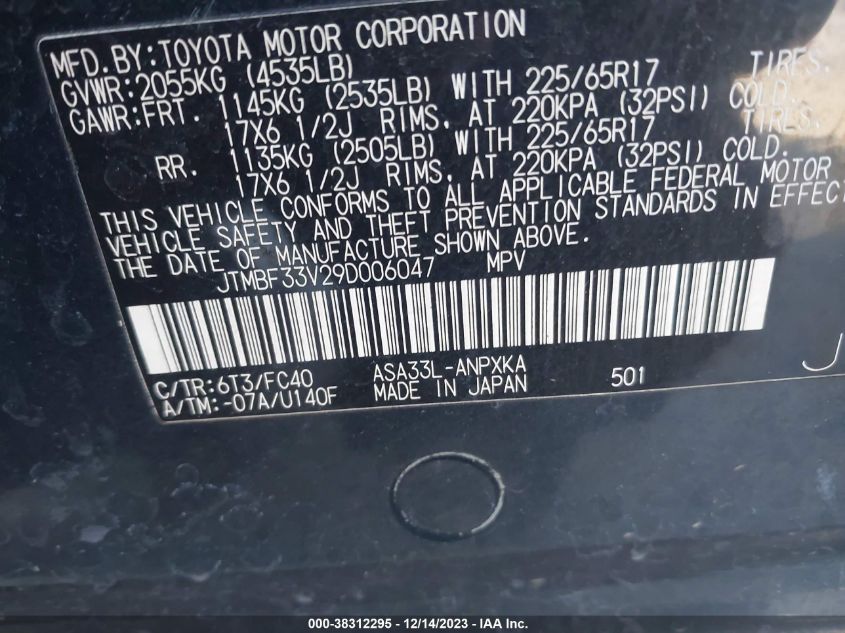 MFD. BY: TOYOTA MOTOR CORPORATION
GVWR: 2055KG (4535LB)
GAWR: FRT. 1145KG (2535LB) WITH 225/65R17 TIRES.
17X6 1/2J RIMS, AT 220KPA (32PSI) COLD.
RR. 1135KG (2505LB) WITH 225/65R17 TIRES.
17X6 1/2J RIMS, AT 220KPA (32PSI) COLD.
THIS VEHICLE CONFORMS TO ALL APPLICABLE FEDERAL MOTOR
VEHICLE SAFETY AND THEFT PREVENTION STANDARDS IN EFFECT
THE DATE OF MANUFACTURE SHOWN ABOVE.
JTMBF33V29D006047 MPV
C/TR: 6T3/FC40 ASA33L-ANPXKA
A/TM: -07A/U140F MADE IN JAPAN 501
J
000-38312295 - 12/14/2023 - IAA Inc.